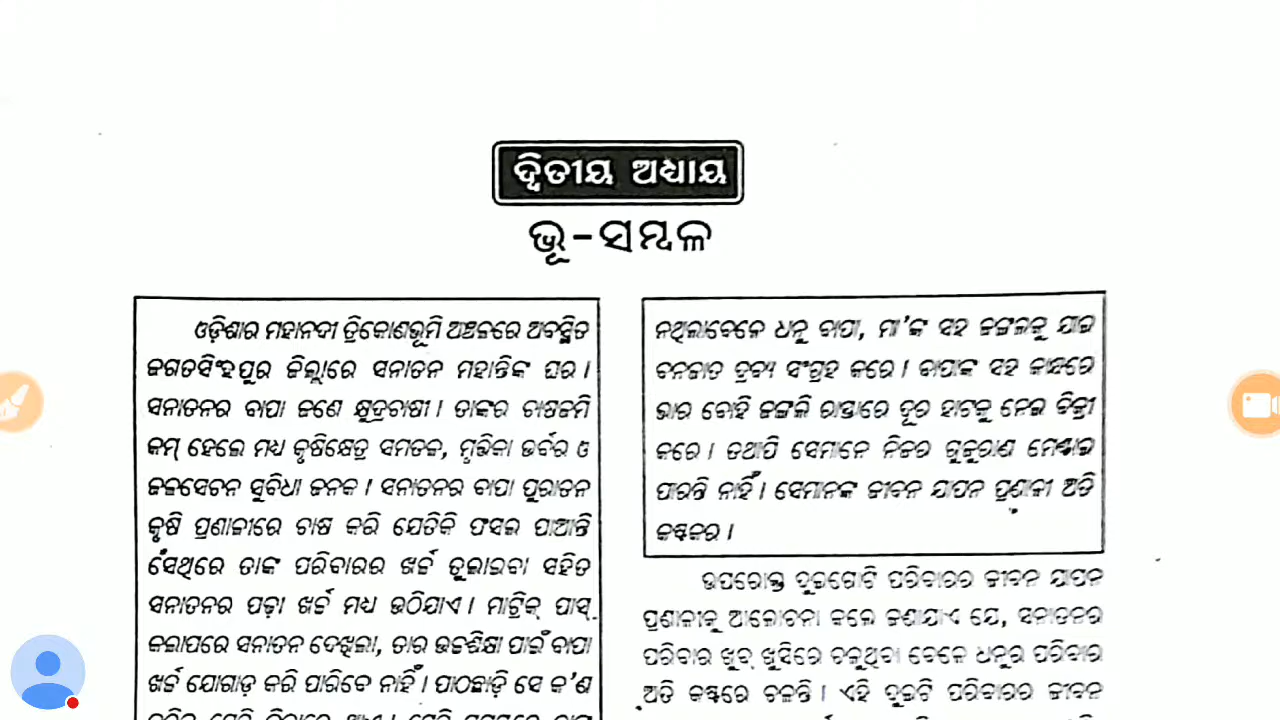 ଦ୍ୱିତୀୟ ଅଧ୍ୟାୟ
ଭୂ-ସମ୍ବଳ
ଓଡ଼ିଶାର ମହାନଦୀ ତ୍ରିକୋଣଭୂମି ଅଞ୍ଚଳରେ ଅବସ୍ଥିତ
ଜଗତସିଂହପୁର ଜିଲ୍ଲାରେ ସନାତନ ମହାନ୍ତିଙ୍କ ଘର ।
ସନାତନର ବାପା ଜଣେ କ୍ଷୁଦ୍ରଚାଷୀ । ତାଙ୍କର ଚାଷଜମି
କମ୍ ହେଲେ ମଧ୍ୟ କୃଷିକ୍ଷେତ୍ର ସମତଳ, ମୃତ୍ତିକା ଉର୍ବର ଓ
ଜଳସେଚନ ସୁବିଧା ଜନକ । ସନାତନର ବାପା ପୁରାତନ
କୃଷି ପ୍ରଣାଳୀରେ ଚାଷ କରି ଯେତିକି ଫସଲ ପାଆନ୍ତି
ସେଥିରେ ତାଙ୍କ ପରିବାରର ଖର୍ଚ୍ଚ ତୁଲାଇବା ସହିତ
ସନାତନର ପଢ଼ା ଖର୍ଚ୍ଚ ମଧ୍ୟ ଉଠିଯାଏ । ମାଟ୍ରିକ୍ ପାସ୍
କଲାପରେ ସନାତନ ଦେଖିଲା, ତାର ଉଚ୍ଚଶିକ୍ଷା ପାଇଁ ବାପା
ଖର୍ଚ୍ଚ ଯୋଗାଡ଼ କରି ପାରିବେ ନାହିଁ । ପାଠଛାଡ଼ି ସେ କ'ଣ
ନଥିଲାବେଳେ ଧନୁ ବାପା, ମା'ଙ୍କ ସହ ଜଙ୍ଗଲକୁ ଯାଇ
ବନଜାତ ଦ୍ରବ୍ୟ ସଂଗ୍ରହ କରେ । ବାପାଙ୍କ ସହ କାନ୍ଧରେ
ଭାର ବୋହି ଜଙ୍ଗଲି ରାସ୍ତାରେ ଦୂର ହାଟକୁ ନେଇ ବିକ୍ରୀ
କରେ । ତଥାପି ସେମାନେ ନିଜର ଗୁଜୁରାଣ ମେଣ୍ଟାଇ
ପାରନ୍ତି ନାହିଁ । ସେମାନଙ୍କ ଜୀବନ ଯାପନ ପ୍ରଣାଳୀ ଅତି
କଷ୍ଟକର ।
ଉପରୋକ୍ତ ଦୁଇଗୋଟି ପରିବାରର ଜୀବନ ଯାପନ
ପ୍ରଣାଳୀକୁ ଆଲୋଚନା କଲେ ଜଣାଯାଏ ଯେ, ସନାତନର
ପରିବାର ଖୁବ୍ ଖୁସିରେ ଚଳୁଥିବା ବେଳେ ଧନୁର ପରିବାର
ଅତି କଷ୍ଟରେ ଚଳନ୍ତି । ଏହି ଦୁଇଟି ପରିବାରର ଜୀବନ